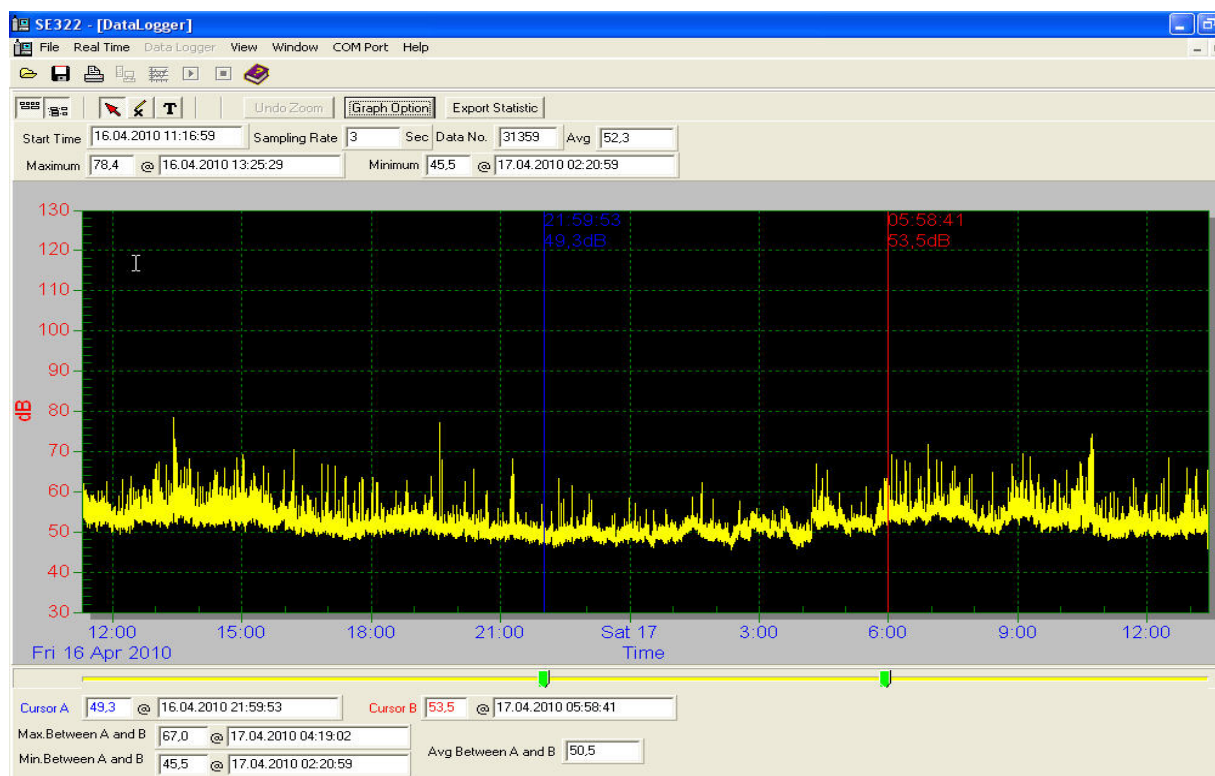 SE322 - [DataLogger]
File Real Time Data Logger View Window COM Port Help
T Undo Zoom Graph Option Export Statistic
Start Time 16.04.2010 11:16:59 Sampling Rate 3 Sec Data No. 31359 Avg 52,3
Maximum 78,4 @ 16.04.2010 13:25:29 Minimum 45,5 @ 17.04.2010 02:20:59
130
120
110
100
90
80
70
60
50
40
30
dB
21:59:53
49,3dB
05:58:41
53,5dB
12:00 15:00 18:00 21:00 Sat 17 3:00 6:00 9:00 12:00
Fri 16 Apr 2010 Time
Cursor A 49,3 @ 16.04.2010 21:59:53 Cursor B 53,5 @ 17.04.2010 05:58:41
Max.Between A and B 67,0 @ 17.04.2010 04:19:02
Min.Between A and B 45,5 @ 17.04.2010 02:20:59
Avg Between A and B 50,5